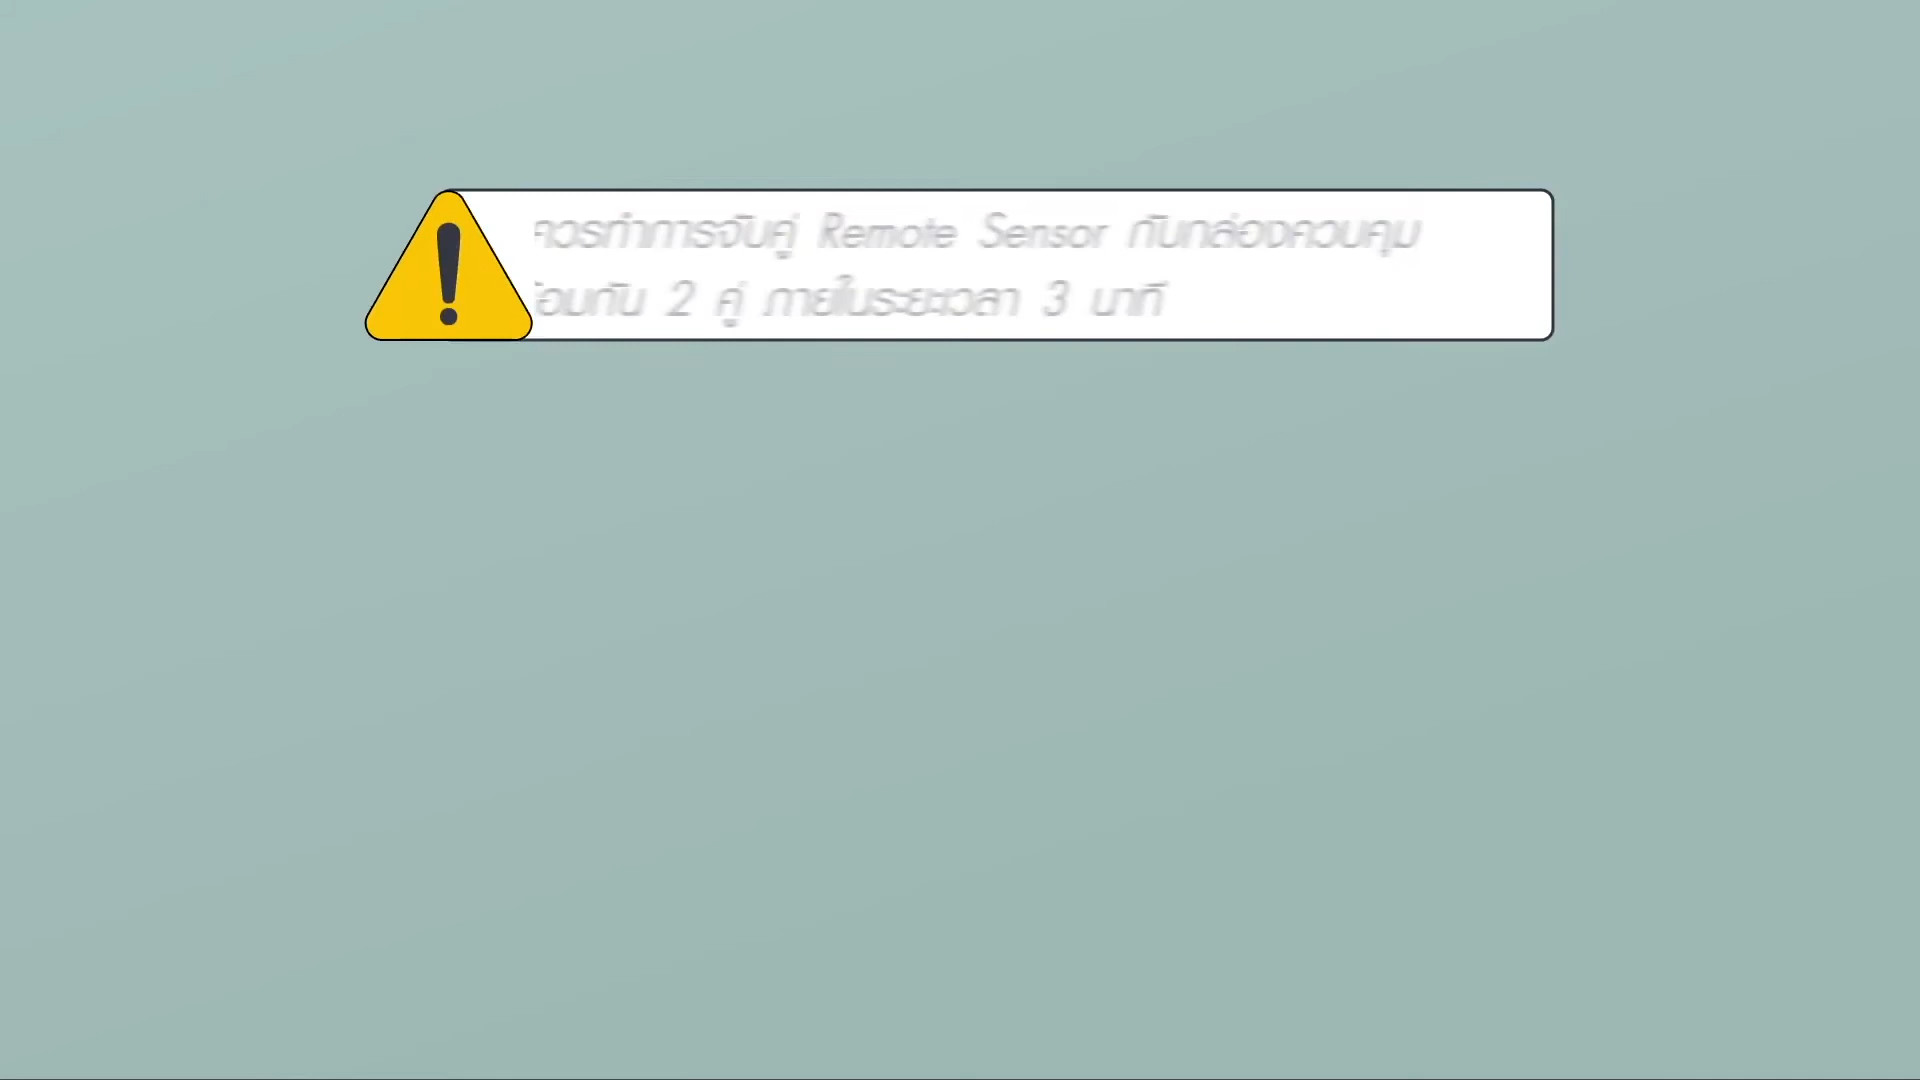 ควรทำการจับคู่ Remote Sensor กับกล่องควบคุม
2 คู่ ภายในระยะเวลา 3 นาที